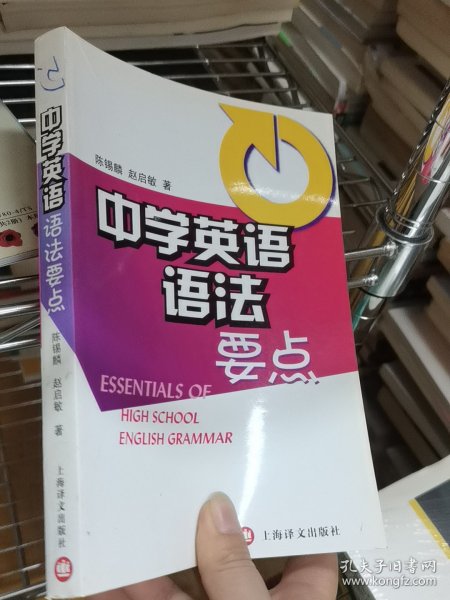 陈锡麟 赵启敏 著
中学英语
语法
要点
ESSENTIALS OF
HIGH SCHOOL
ENGLISH GRAMMAR
上海译文出版社
中学英语语法要点
陈锡麟 赵启敏 著
上海译文出版社
孔夫子旧书网
www.kongfz.com